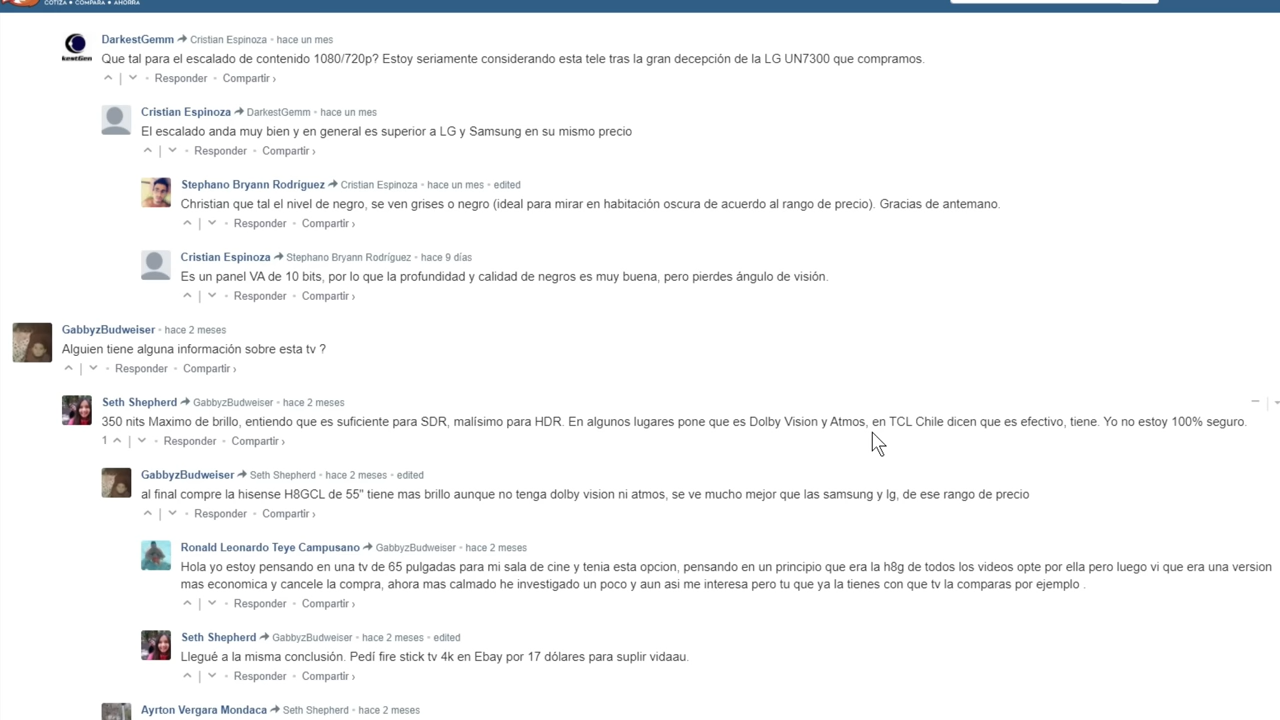 COTIZA • COMPARA • AHORRA
DarkestGemm Cristian Espinoza • hace un mes
Que tal para el escalado de contenido 1080/720p? Estoy seriamente considerando esta tele tras la gran decepción de la LG UN7300 que compramos.
Responder • Compartir ›
Cristian Espinoza DarkestGemm • hace un mes
El escalado anda muy bien y en general es superior a LG y Samsung en su mismo precio
Responder • Compartir ›
Stephano Bryann Rodríguez Cristian Espinoza • hace un mes • edited
Christian que tal el nivel de negro, se ven grises o negro (ideal para mirar en habitación oscura de acuerdo al rango de precio). Gracias de antemano.
Responder • Compartir ›
Cristian Espinoza Stephano Bryann Rodríguez • hace 9 días
Es un panel VA de 10 bits, por lo que la profundidad y calidad de negros es muy buena, pero pierdes ángulo de visión.
Responder • Compartir ›
GabbyzBudweiser • hace 2 meses
Alguien tiene alguna información sobre esta tv ?
Responder • Compartir ›
Seth Shepherd GabbyzBudweiser • hace 2 meses
350 nits Maximo de brillo, entiendo que es suficiente para SDR, malísimo para HDR. En algunos lugares pone que es Dolby Vision y Atmos, en TCL Chile dicen que es efectivo, tiene. Yo no estoy 100% seguro.
1 Responder • Compartir ›
GabbyzBudweiser Seth Shepherd • hace 2 meses • edited
al final compre la hisense H8GCL de 55" tiene mas brillo aunque no tenga dolby vision ni atmos, se ve mucho mejor que las samsung y lg, de ese rango de precio
Responder • Compartir ›
Ronald Leonardo Teye Campusano GabbyzBudweiser • hace 2 meses
Hola yo estoy pensando en una tv de 65 pulgadas para mi sala de cine y tenia esta opcion, pensando en un principio que era la h8g de todos los videos opte por ella pero luego vi que era una version
mas economica y cancele la compra, ahora mas calmado he investigado un poco y aun asi me interesa pero tu que ya la tienes con que tv la comparas por ejemplo .
Responder • Compartir ›
Seth Shepherd GabbyzBudweiser • hace 2 meses • edited
Llegué a la misma conclusión. Pedí fire stick tv 4k en Ebay por 17 dólares para suplir vidaau.
Responder • Compartir ›
Ayrton Vergara Mondaca Seth Shepherd • hace 2 meses